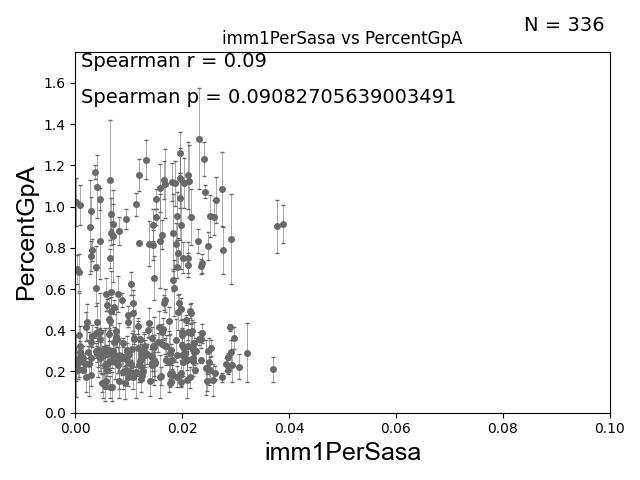 N = 336
imm1PerSasa vs PercentGpA
Spearman r = 0.09
Spearman p = 0.09082705639003491
PercentGpA
1.6
1.4
1.2
1.0
0.8
0.6
0.4
0.2
0.0
0.00 0.02 0.04 0.06 0.08 0.10
imm1PerSasa